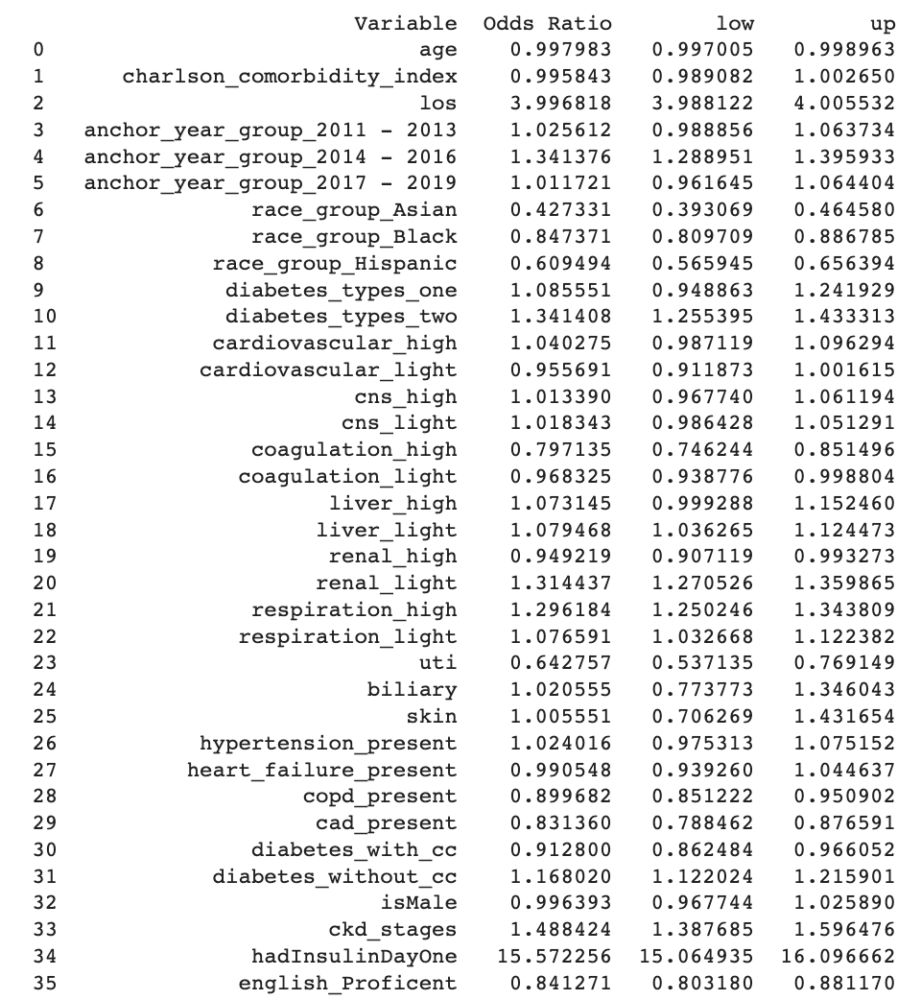 Variable Odds Ratio low up
0 age 0.997983 0.997005 0.998963
1 charlson_comorbidity_index 0.995843 0.989082 1.002650
2 los 3.996818 3.988122 4.005532
3 anchor_year_group_2011 - 2013 1.025612 0.988856 1.063734
4 anchor_year_group_2014 - 2016 1.341376 1.288951 1.395933
5 anchor_year_group_2017 - 2019 1.011721 0.961645 1.064404
6 race_group_Asian 0.427331 0.393069 0.464580
7 race_group_Black 0.847371 0.809709 0.886785
8 race_group_Hispanic 0.609494 0.565945 0.656394
9 diabetes_types_one 1.085551 0.948863 1.241929
10 diabetes_types_two 1.341408 1.255395 1.433313
11 cardiovascular_high 1.040275 0.987119 1.096294
12 cardiovascular_light 0.955691 0.911873 1.001615
13 cns_high 1.013390 0.967740 1.061194
14 cns_light 1.018343 0.986428 1.051291
15 coagulation_high 0.797135 0.746244 0.851496
16 coagulation_light 0.968325 0.938776 0.998804
17 liver_high 1.073145 0.999288 1.152460
18 liver_light 1.079468 1.036265 1.124473
19 renal_high 0.949219 0.907119 0.993273
20 renal_light 1.314437 1.270526 1.359865
21 respiration_high 1.296184 1.250246 1.343809
22 respiration_light 1.076591 1.032668 1.122382
23 uti 0.642757 0.537135 0.769149
24 biliary 1.020555 0.773773 1.346043
25 skin 1.005551 0.706269 1.431654
26 hypertension_present 1.024016 0.975313 1.075152
27 heart_failure_present 0.990548 0.939260 1.044637
28 copd_present 0.899682 0.851222 0.950902
29 cad_present 0.831360 0.788462 0.876591
30 diabetes_with_cc 0.912800 0.862484 0.966052
31 diabetes_without_cc 1.168020 1.122024 1.215901
32 isMale 0.996393 0.967744 1.025890
33 ckd_stages 1.488424 1.387685 1.596476
34 hadInsulinDayOne 15.572256 15.064935 16.096662
35 english_Proficent 0.841271 0.803180 0.881170